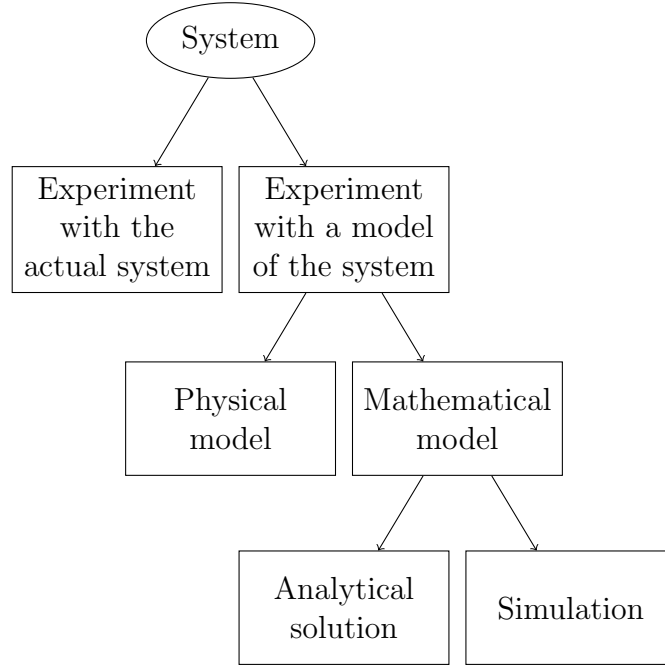 System
Experiment
with the
actual system
Experiment
with a model
of the system
Physical
model
Mathematical
model
Analytical
solution
Simulation